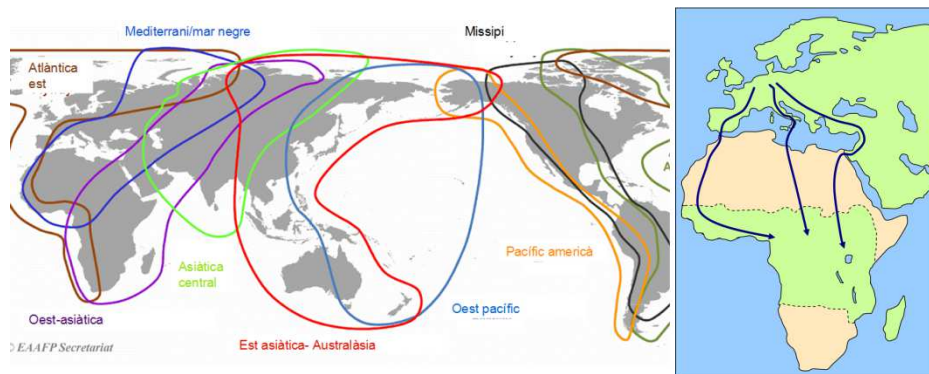 Mediterrani/mar negre
Missipi
Atlàntica
est
A
Asiàtica
central
Pacífic americà
Oest-asiàtica
Oest pacífic
Est asiàtica- Australàsia
© EAAFP Secretariat